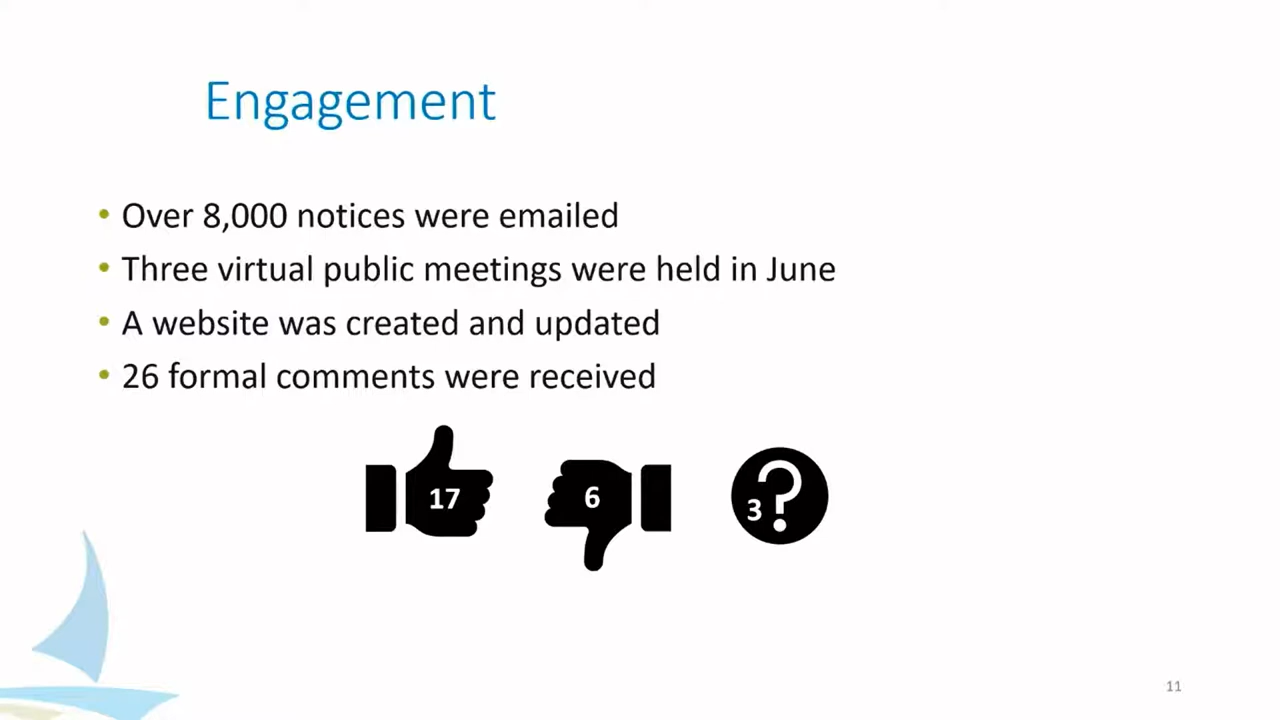 Engagement
• Over 8,000 notices were emailed
• Three virtual public meetings were held in June
• A website was created and updated
• 26 formal comments were received
17 6 3?
11